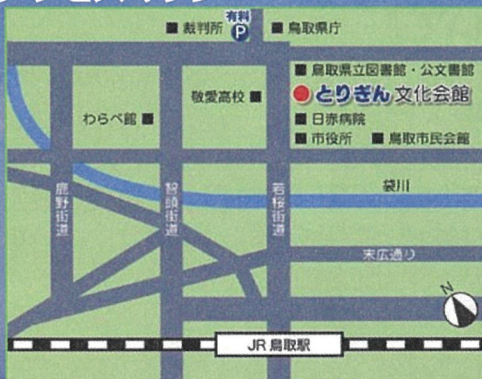 有料
P
■ 裁判所
■ 鳥取県庁
■ 鳥取県立図書館・公文書館
● とりぎん 文化会館
敬愛高校 ■
わらべ館 ■
■ 日赤病院
■ 市役所 ■ 鳥取市民会館
鹿野街道
智頭街道
若桜街道
袋川
末広通り
N
JR 鳥取駅